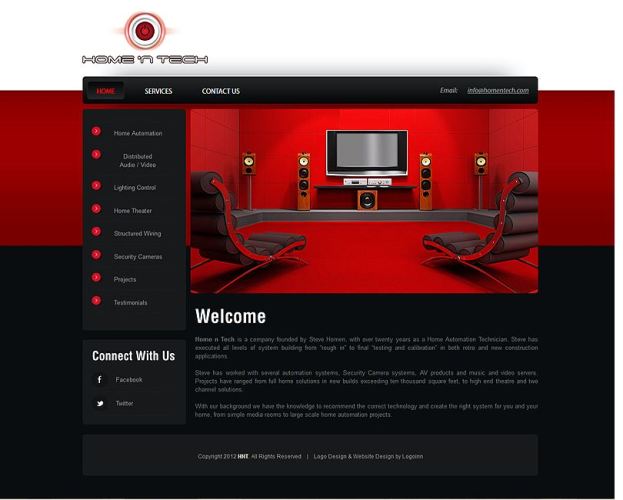 HOME 'n TECH
HOME SERVICES CONTACT US Email: info@homentech.com
Home Automation
Distributed
Audio / Video
Lighting Control
Home Theater
Structured Wiring
Security Cameras
Projects
Testimonials
Connect With Us
Facebook
Twitter
Welcome
Home n Tech is a company founded by Steve Homen, with over twenty years as a Home Automation Technician. Steve has
executed all levels of system building from "rough in" to final "testing and calibration" in both retro and new construction
applications.
Steve has worked with several automation systems, Security Camera systems, AV products and music and video servers.
Projects have ranged from full home solutions in new builds exceeding ten thousand square feet, to high end theatre and two
channel solutions.
With our background we have the knowledge to recommend the correct technology and create the right system for you and your
home, from simple media rooms to large scale home automation projects.
Copyright 2012 HNT. All Rights Reserved | Logo Design & Website Design by Logoinn